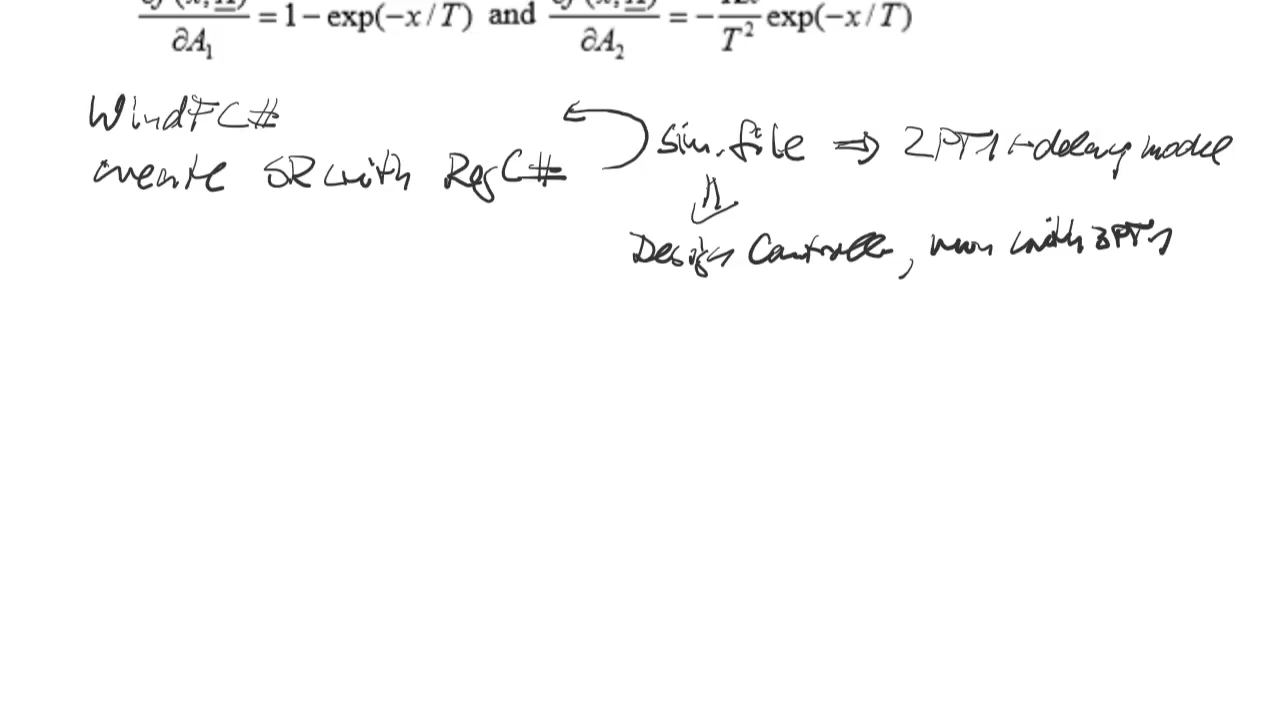 ∂A₁ = 1 − exp(−x/T) and ∂A₂ = − T² exp(−x/T)
WindFC#
create SR with RegC#
sim.file ⇒ 2PT1+delay model
⇓
Design Controller, run with 3PT1